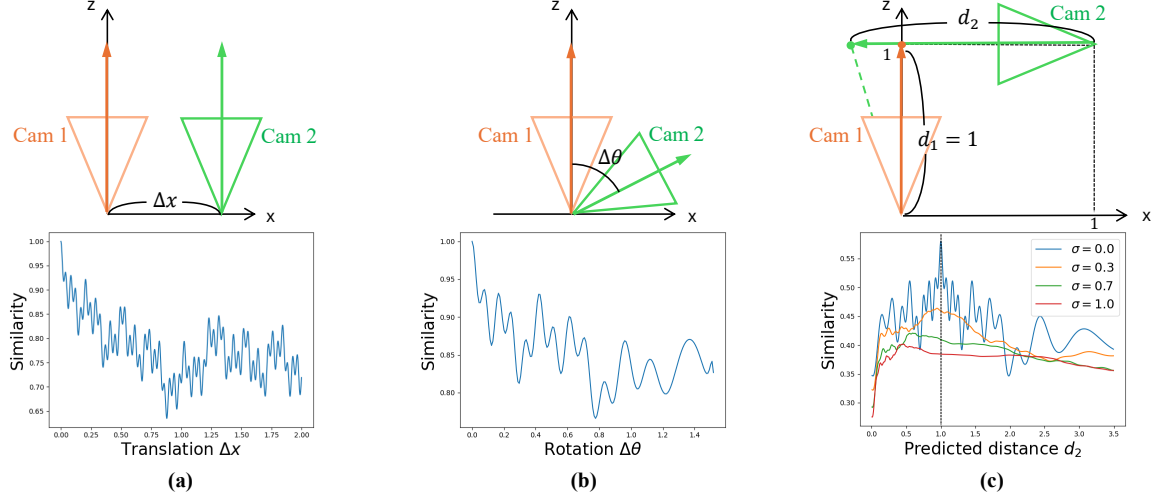 z
Cam 1
Cam 2
Δx
x
1.00
0.95
0.90
0.85
0.80
0.75
0.70
0.65
0.00 0.25 0.50 0.75 1.00 1.25 1.50 1.75 2.00
Similarity
Translation Δx
(a)
z
Cam 1
Cam 2
Δθ
x
1.00
0.95
0.90
0.85
0.80
0.0 0.2 0.4 0.6 0.8 1.0 1.2 1.4
Similarity
Rotation Δθ
(b)
z
d₂
Cam 2
1
Cam 1
d₁ = 1
x
1
0.55
0.50
0.45
0.40
0.35
0.30
σ = 0.0
σ = 0.3
σ = 0.7
σ = 1.0
0.0 0.5 1.0 1.5 2.0 2.5 3.0 3.5
Similarity
Predicted distance d₂
(c)